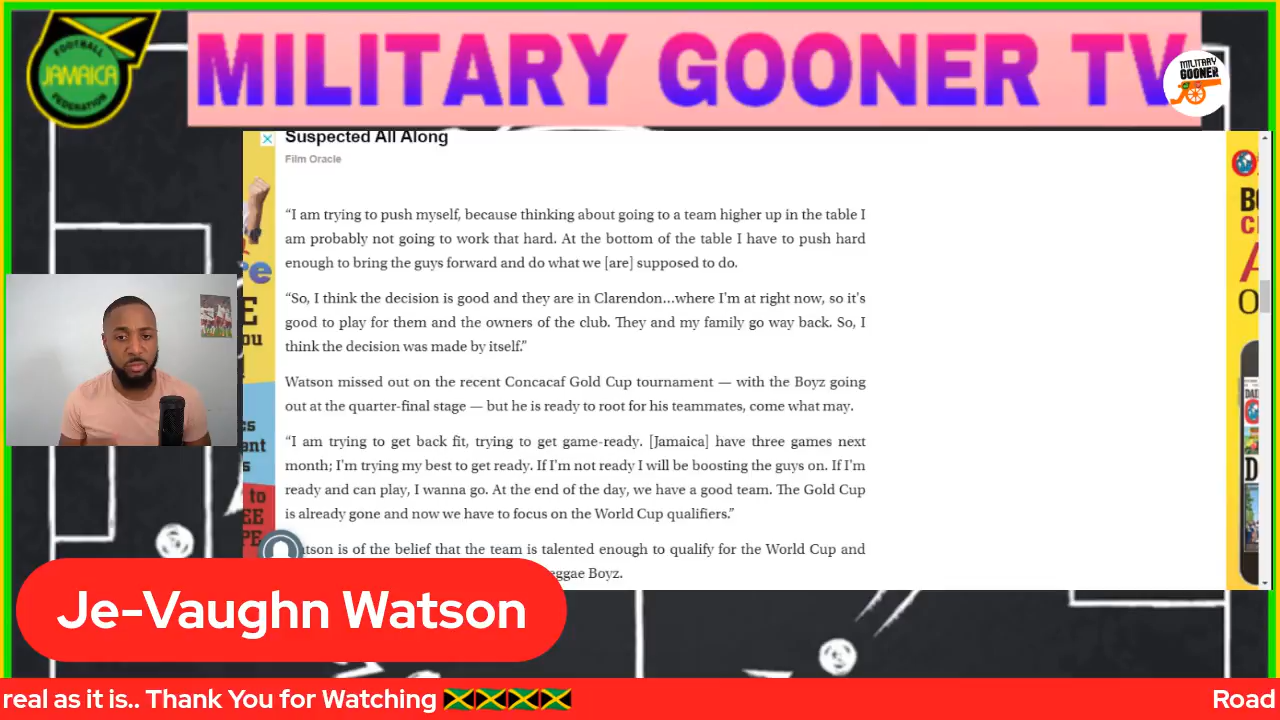 FOOTBALL
JAMAICA
FEDERATION
MILITARY GOONER TV
MILITARY
GOONER
Suspected All Along
Film Oracle
“I am trying to push myself, because thinking about going to a team higher up in the table I
am probably not going to work that hard. At the bottom of the table I have to push hard
enough to bring the guys forward and do what we [are] supposed to do.
“So, I think the decision is good and they are in Clarendon…where I'm at right now, so it's
good to play for them and the owners of the club. They and my family go way back. So, I
think the decision was made by itself.”
Watson missed out on the recent Concacaf Gold Cup tournament — with the Boyz going
out at the quarter-final stage — but he is ready to root for his teammates, come what may.
“I am trying to get back fit, trying to get game-ready. [Jamaica] have three games next
month; I'm trying my best to get ready. If I'm not ready I will be boosting the guys on. If I'm
ready and can play, I wanna go. At the end of the day, we have a good team. The Gold Cup
is already gone and now we have to focus on the World Cup qualifiers.”
atson is of the belief that the team is talented enough to qualify for the World Cup and
eggae Boyz.
Je-Vaughn Watson
real as it is.. Thank You for Watching 🇯🇲🇯🇲🇯🇲🇯🇲
Road